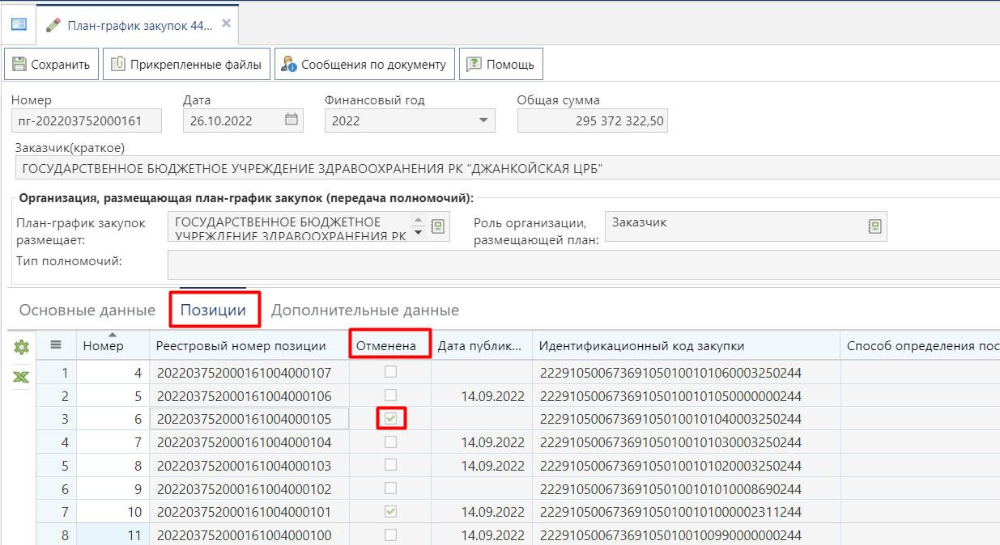 План-график закупок 44...
Сохранить Прикрепленные файлы Сообщения по документу Помощь
Номер Дата Финансовый год Общая сумма
пг-202203752000161 26.10.2022 2022 295 372 322,50
Заказчик(краткое)
ГОСУДАРСТВЕННОЕ БЮДЖЕТНОЕ УЧРЕЖДЕНИЕ ЗДРАВООХРАНЕНИЯ РК "ДЖАНКОЙСКАЯ ЦРБ"
Организация, размещающая план-график закупок (передача полномочий):
План-график закупок размещает:
ГОСУДАРСТВЕННОЕ БЮДЖЕТНОЕ
УЧРЕЖДЕНИЕ ЗДРАВООХРАНЕНИЯ РК
Роль организации, размещающей план:
Заказчик
Тип полномочий:
Основные данные Позиции Дополнительные данные
Номер Реестровый номер позиции Отменена Дата публик... Идентификационный код закупки Способ определения пос
1 4 202203752000161004000107 222910500673691050100101060003250244
2 5 202203752000161004000106 14.09.2022 222910500673691050100101050000000244
3 6 202203752000161004000105 222910500673691050100101040003250244
4 7 202203752000161004000104 14.09.2022 222910500673691050100101030003250244
5 8 202203752000161004000103 14.09.2022 222910500673691050100101020003250244
6 9 202203752000161004000102 222910500673691050100101010008690244
7 10 202203752000161004000101 14.09.2022 222910500673691050100101000002311244
8 11 202203752000161004000100 14.09.2022 222910500673691050100100990000000244